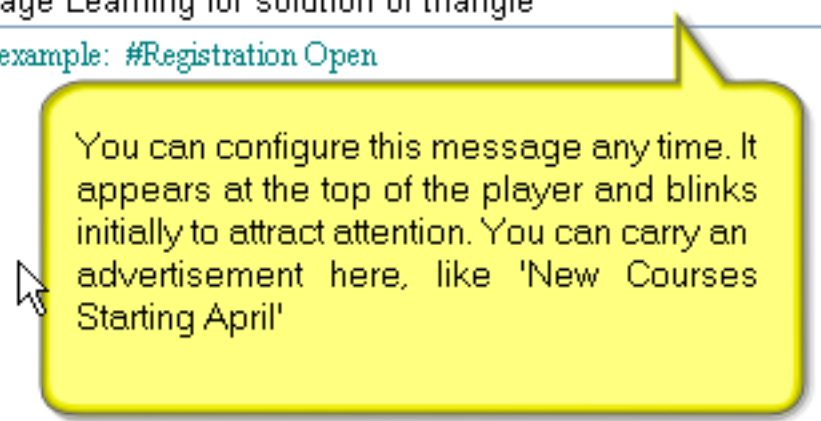 age Learning for solution of triangle
example: #Registration Open
You can configure this message any time. It
appears at the top of the player and blinks
initially to attract attention. You can carry an
advertisement here, like 'New Courses
Starting April'